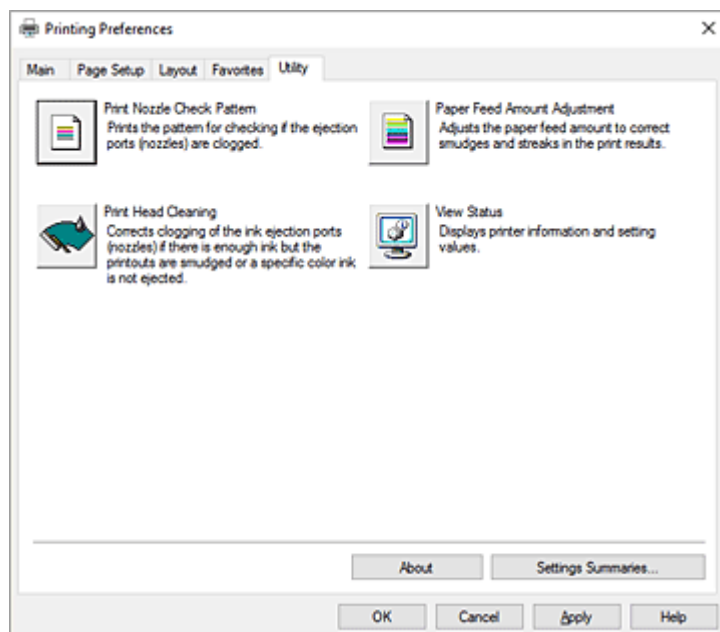 Printing Preferences
Main Page Setup Layout Favorites Utility
Print Nozzle Check Pattern
Prints the pattern for checking if the ejection
ports (nozzles) are clogged.
Paper Feed Amount Adjustment
Adjusts the paper feed amount to correct
smudges and streaks in the print results.
Print Head Cleaning
Corrects clogging of the ink ejection ports
(nozzles) if there is enough ink but the
printouts are smudged or a specific color ink
is not ejected.
View Status
Displays printer information and setting
values.
About Settings Summaries...
OK Cancel Apply Help